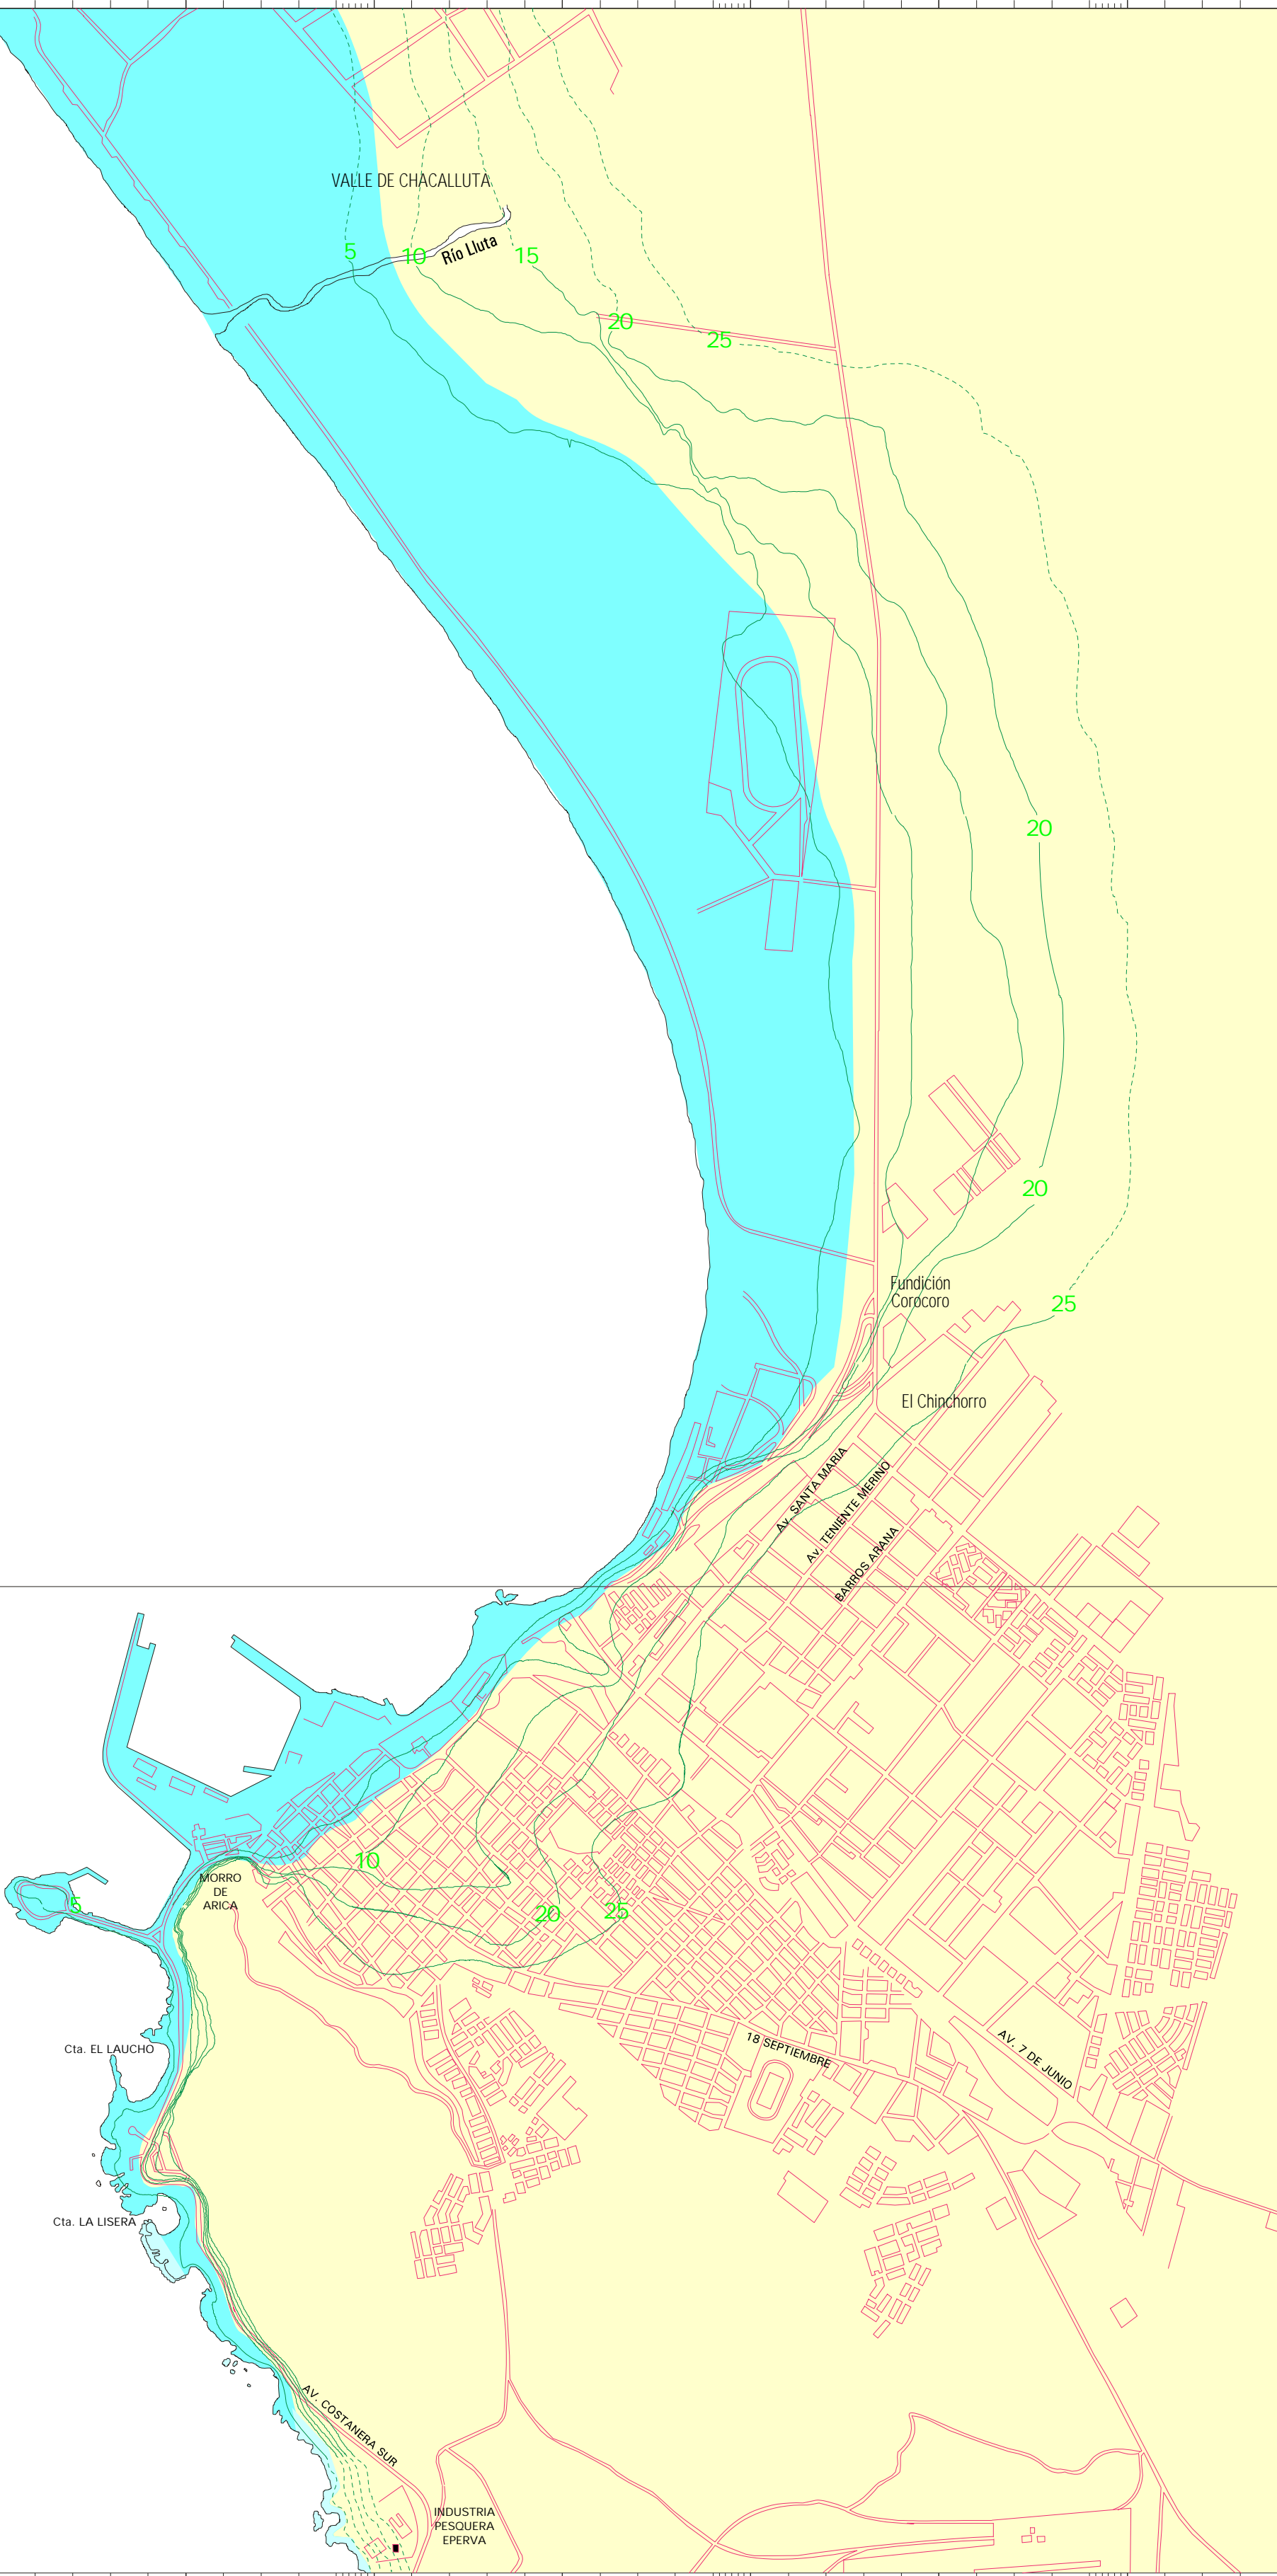 VALLE DE CHACALLUTA
5
10
Río Lluta
15
20
25
20
20
Fundición
Corocoro
25
El Chinchorro
Av. SANTA MARIA
Av. TENIENTE MERINO
BARROS ARANA
10
MORRO
DE
ARICA
5
20
25
Cta. EL LAUCHO
18 SEPTIEMBRE
AV. 7 DE JUNIO
Cta. LA LISERA
AV. COSTANERA SUR
INDUSTRIA
PESQUERA
EPERVA